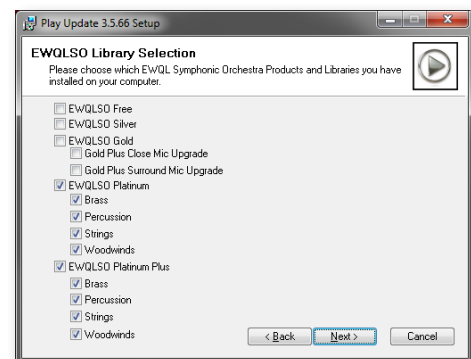 Play Update 3.5.66 Setup
EWQLSO Library Selection
Please choose which EWQL Symphonic Orchestra Products and Libraries you have
installed on your computer.
EWQLSO Free
EWQLSO Silver
EWQLSO Gold
Gold Plus Close Mic Upgrade
Gold Plus Surround Mic Upgrade
EWQLSO Platinum
Brass
Percussion
Strings
Woodwinds
EWQLSO Platinum Plus
Brass
Percussion
Strings
Woodwinds
< Back Next > Cancel